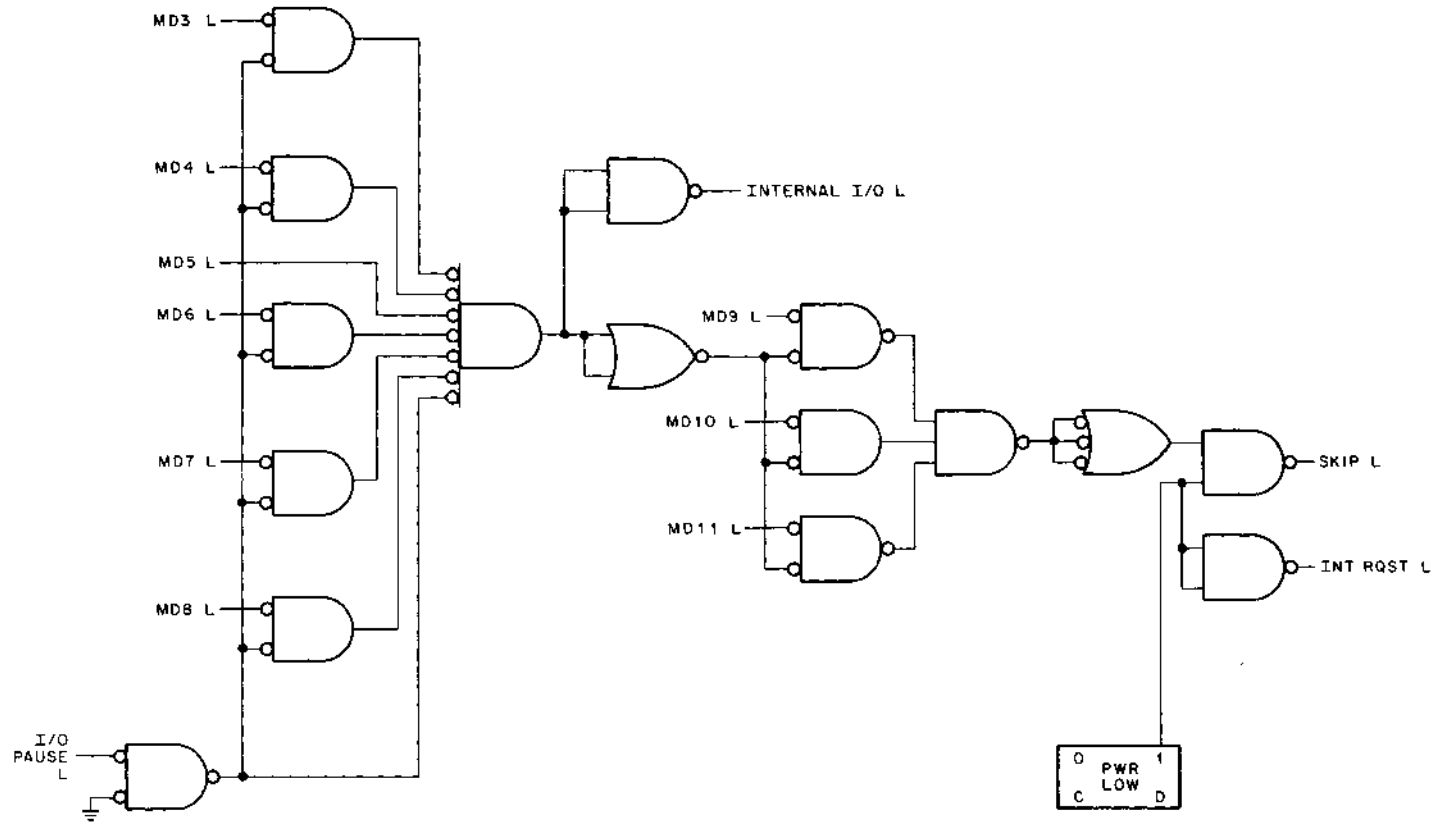 MD3 L
MD4 L
INTERNAL I/O L
MD5 L
MD6 L
MD9 L
MD10 L
MD7 L
SKIP L
MD11 L
INT RQST L
MD8 L
I/O
PAUSE
L
0 1
PWR
LOW
C D